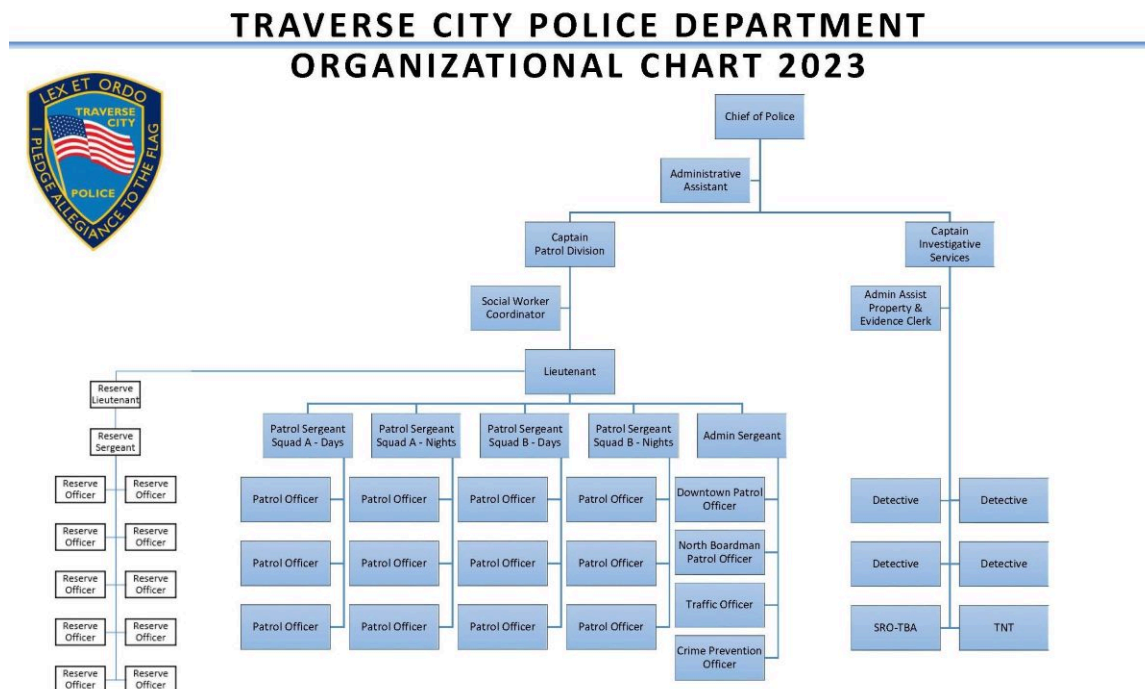 TRAVERSE CITY POLICE DEPARTMENT
ORGANIZATIONAL CHART 2023
LEX ET ORDO
TRAVERSE
CITY
POLICE
I PLEDGE ALLEGIANCE TO THE FLAG
Chief of Police
Administrative
Assistant
Captain
Patrol Division
Captain
Investigative
Services
Social Worker
Coordinator
Admin Assist
Property &
Evidence Clerk
Lieutenant
Reserve
Lieutenant
Reserve
Sergeant
Reserve
Officer
Reserve
Officer
Reserve
Officer
Reserve
Officer
Reserve
Officer
Reserve
Officer
Reserve
Officer
Reserve
Officer
Reserve
Officer
Reserve
Officer
Patrol Sergeant
Squad A - Days
Patrol Officer
Patrol Officer
Patrol Officer
Patrol Sergeant
Squad A - Nights
Patrol Officer
Patrol Officer
Patrol Officer
Patrol Sergeant
Squad B - Days
Patrol Officer
Patrol Officer
Patrol Officer
Patrol Sergeant
Squad B - Nights
Patrol Officer
Patrol Officer
Patrol Officer
Admin Sergeant
Downtown Patrol
Officer
North Boardman
Patrol Officer
Traffic Officer
Crime Prevention
Officer
Detective
Detective
Detective
Detective
SRO-TBA
TNT